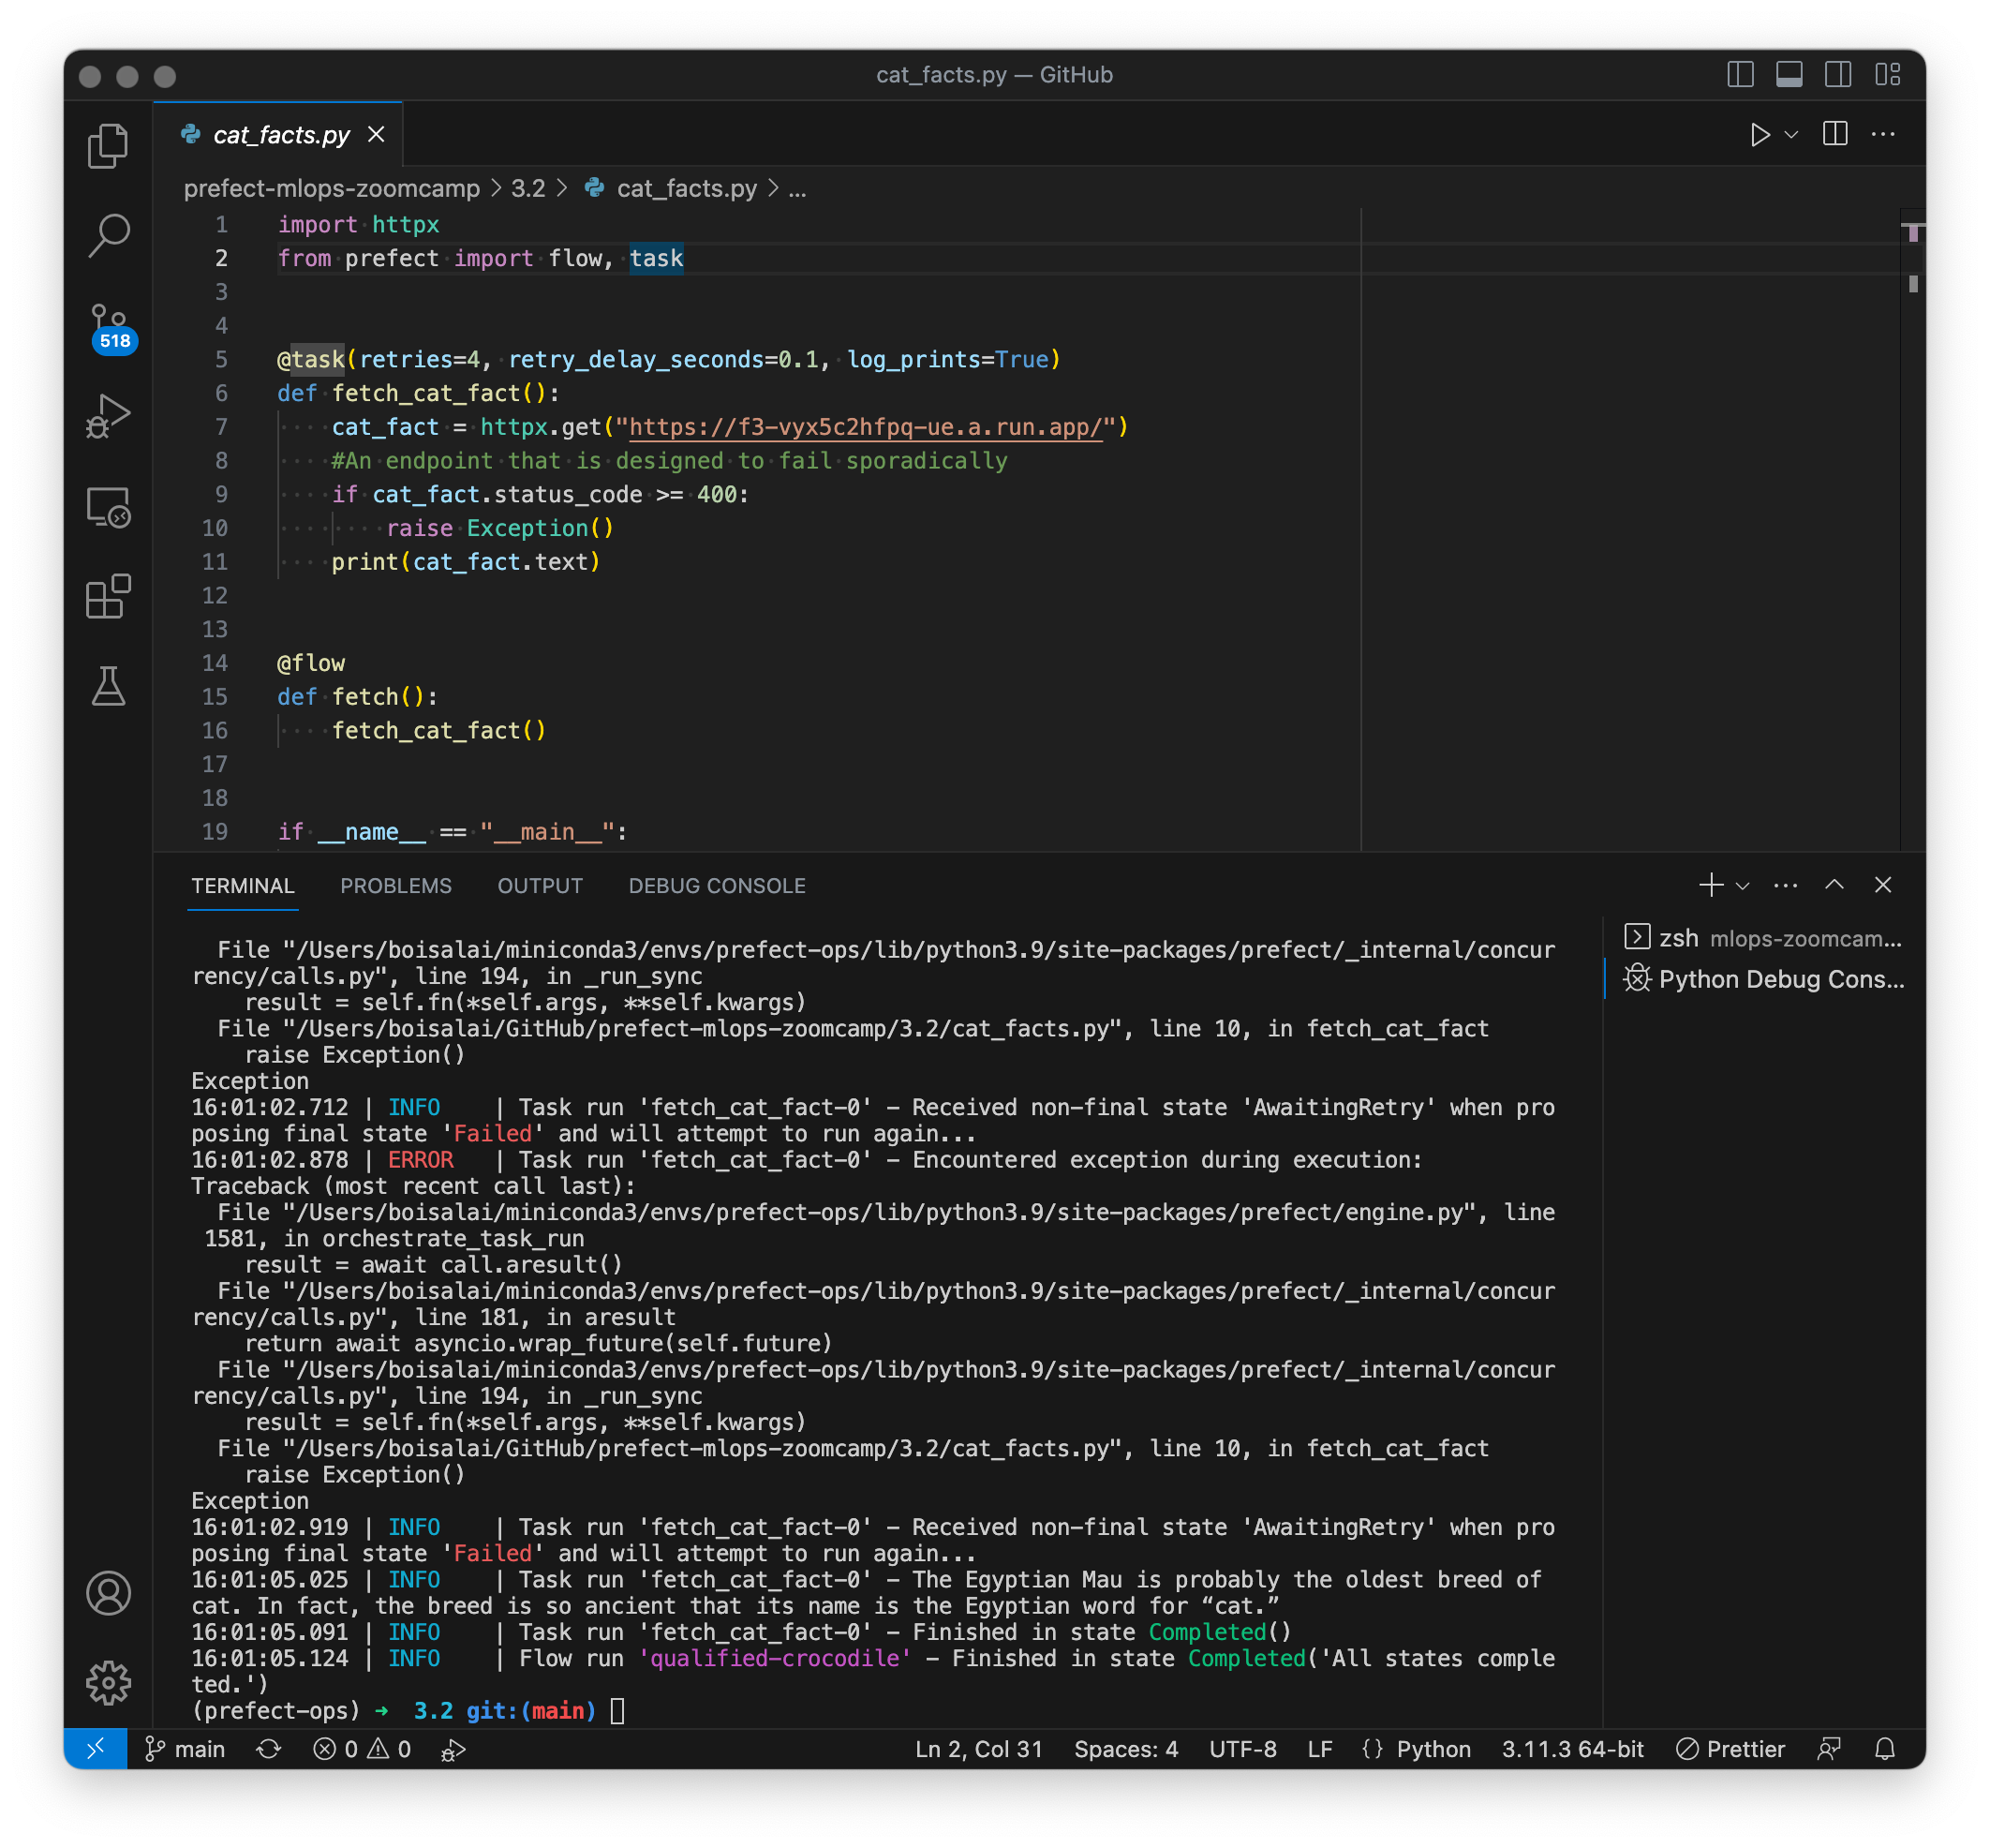 cat_facts.py — GitHub
cat_facts.py
prefect-mlops-zoomcamp > 3.2 > cat_facts.py > ...
518
1 import httpx
2 from prefect import flow, task
3
4
5 @task(retries=4, retry_delay_seconds=0.1, log_prints=True)
6 def fetch_cat_fact():
7     cat_fact = httpx.get("https://f3-vyx5c2hfpq-ue.a.run.app/")
8     #An endpoint that is designed to fail sporadically
9     if cat_fact.status_code >= 400:
10         raise Exception()
11     print(cat_fact.text)
12
13
14 @flow
15 def fetch():
16     fetch_cat_fact()
17
18
19 if __name__ == "__main__":
TERMINAL PROBLEMS OUTPUT DEBUG CONSOLE
zsh mlops-zoomcam...
Python Debug Cons...
  File "/Users/boisalai/miniconda3/envs/prefect-ops/lib/python3.9/site-packages/prefect/_internal/concur
rency/calls.py", line 194, in _run_sync
    result = self.fn(*self.args, **self.kwargs)
  File "/Users/boisalai/GitHub/prefect-mlops-zoomcamp/3.2/cat_facts.py", line 10, in fetch_cat_fact
    raise Exception()
Exception
16:01:02.712 | INFO    | Task run 'fetch_cat_fact-0' - Received non-final state 'AwaitingRetry' when pro
posing final state 'Failed' and will attempt to run again...
16:01:02.878 | ERROR   | Task run 'fetch_cat_fact-0' - Encountered exception during execution:
Traceback (most recent call last):
  File "/Users/boisalai/miniconda3/envs/prefect-ops/lib/python3.9/site-packages/prefect/engine.py", line
 1581, in orchestrate_task_run
    result = await call.aresult()
  File "/Users/boisalai/miniconda3/envs/prefect-ops/lib/python3.9/site-packages/prefect/_internal/concur
rency/calls.py", line 181, in aresult
    return await asyncio.wrap_future(self.future)
  File "/Users/boisalai/miniconda3/envs/prefect-ops/lib/python3.9/site-packages/prefect/_internal/concur
rency/calls.py", line 194, in _run_sync
    result = self.fn(*self.args, **self.kwargs)
  File "/Users/boisalai/GitHub/prefect-mlops-zoomcamp/3.2/cat_facts.py", line 10, in fetch_cat_fact
    raise Exception()
Exception
16:01:02.919 | INFO    | Task run 'fetch_cat_fact-0' - Received non-final state 'AwaitingRetry' when pro
posing final state 'Failed' and will attempt to run again...
16:01:05.025 | INFO    | Task run 'fetch_cat_fact-0' - The Egyptian Mau is probably the oldest breed of
cat. In fact, the breed is so ancient that its name is the Egyptian word for “cat.”
16:01:05.091 | INFO    | Task run 'fetch_cat_fact-0' - Finished in state Completed()
16:01:05.124 | INFO    | Flow run 'qualified-crocodile' - Finished in state Completed('All states comple
ted.')
(prefect-ops) ➜  3.2 git:(main)
main 0 0 Ln 2, Col 31 Spaces: 4 UTF-8 LF {} Python 3.11.3 64-bit Prettier